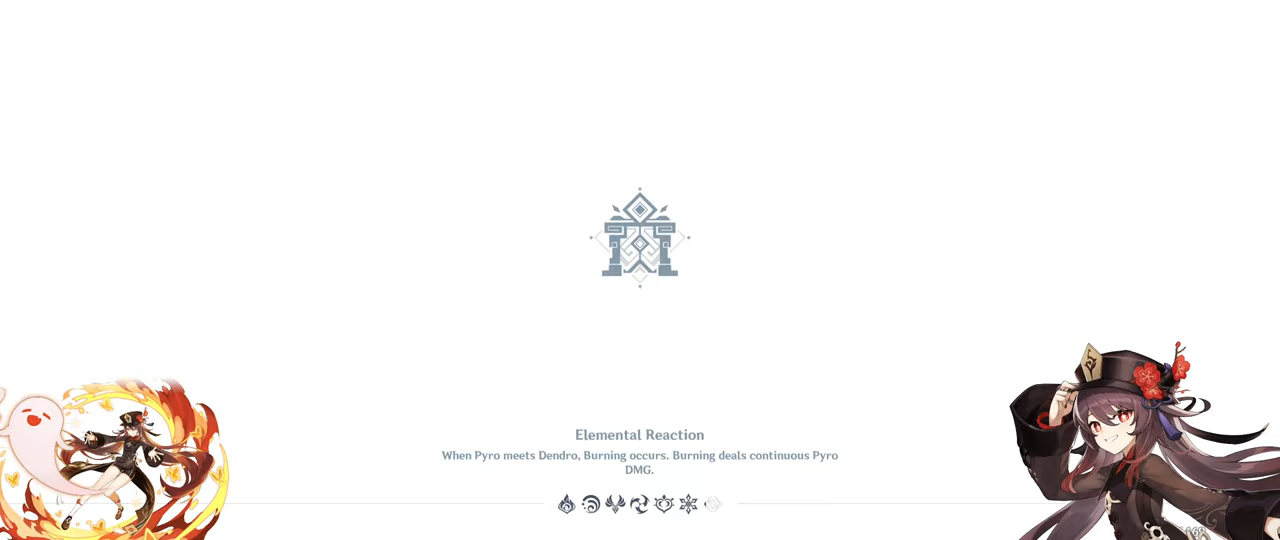 Elemental Reaction
When Pyro meets Dendro, Burning occurs. Burning deals continuous Pyro
DMG.